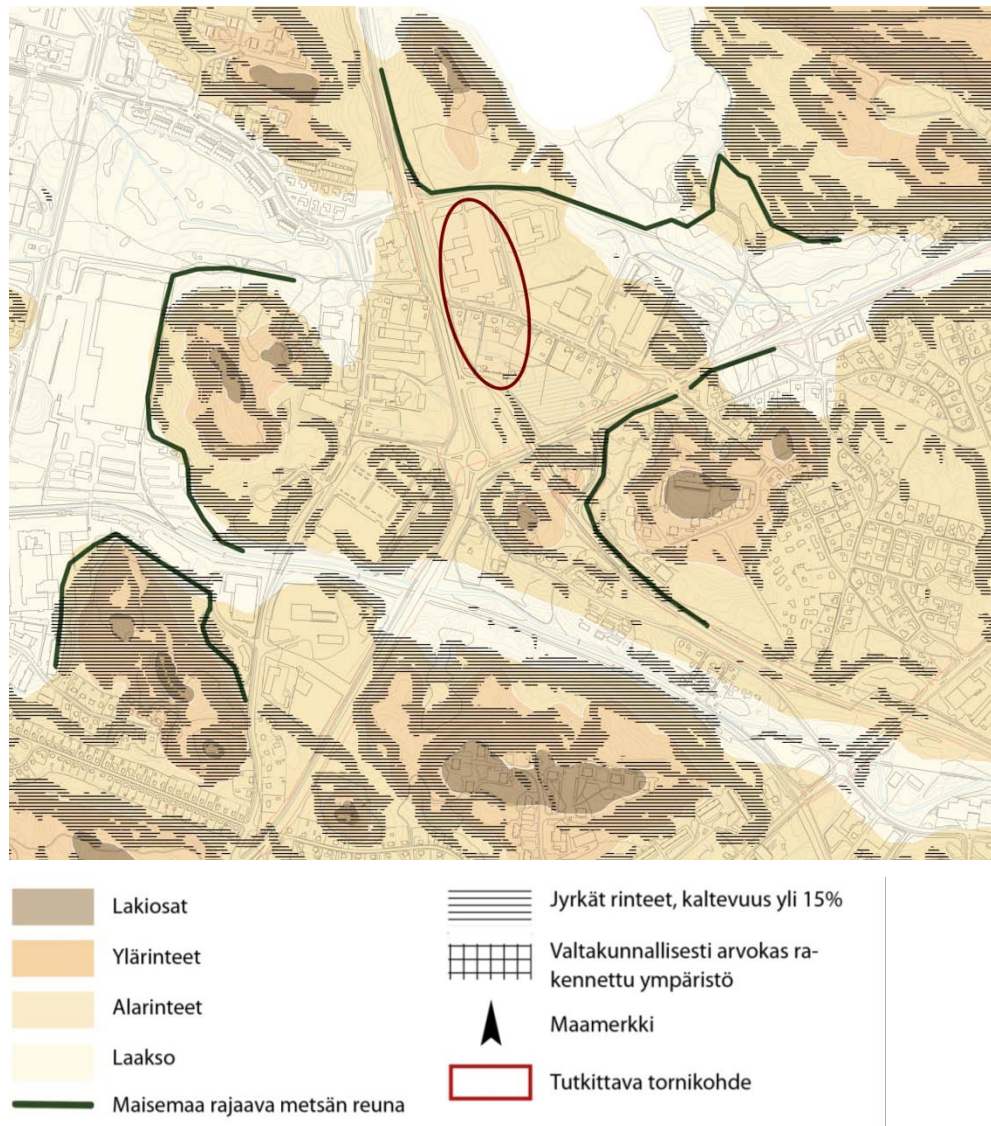 Lakiosat
Ylärinteet
Alarinteet
Laakso
Maisemaa rajaava metsän reuna
Jyrkät rinteet, kaltevuus yli 15%
Valtakunnallisesti arvokas ra-
kennettu ympäristö
Maamerkki
Tutkittava tornikohde